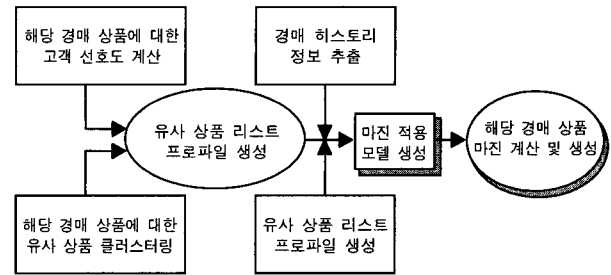 해당 경매 상품에 대한
고객 선호도 계산
경매 히스토리
정보 추출
유사 상품 리스트
프로파일 생성
마진 적용
모델 생성
해당 경매 상품
마진 계산 및 생성
해당 경매 상품에 대한
유사 상품 클러스터링
유사 상품 리스트
프로파일 생성